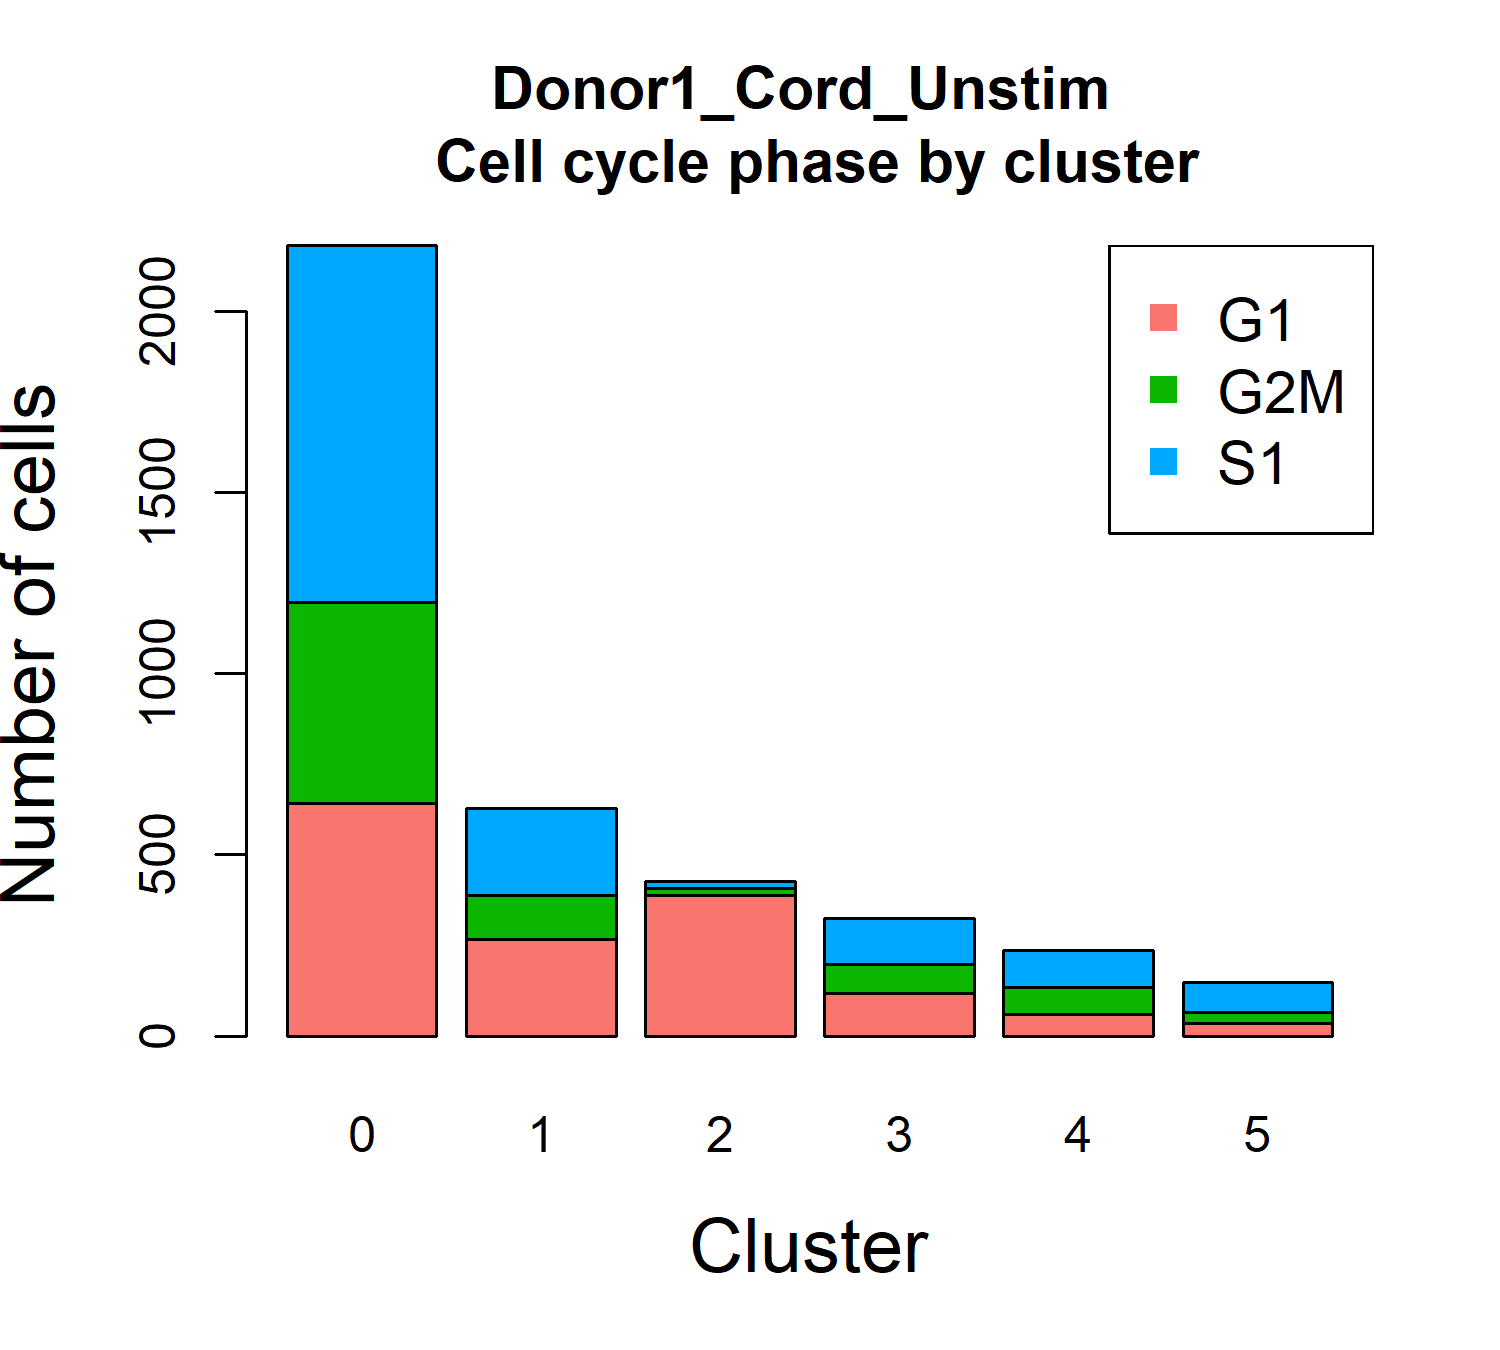 Donor1_Cord_Unstim
Cell cycle phase by cluster
Number of cells
2000
1500
1000
500
0
G1
G2M
S1
0 1 2 3 4 5
Cluster